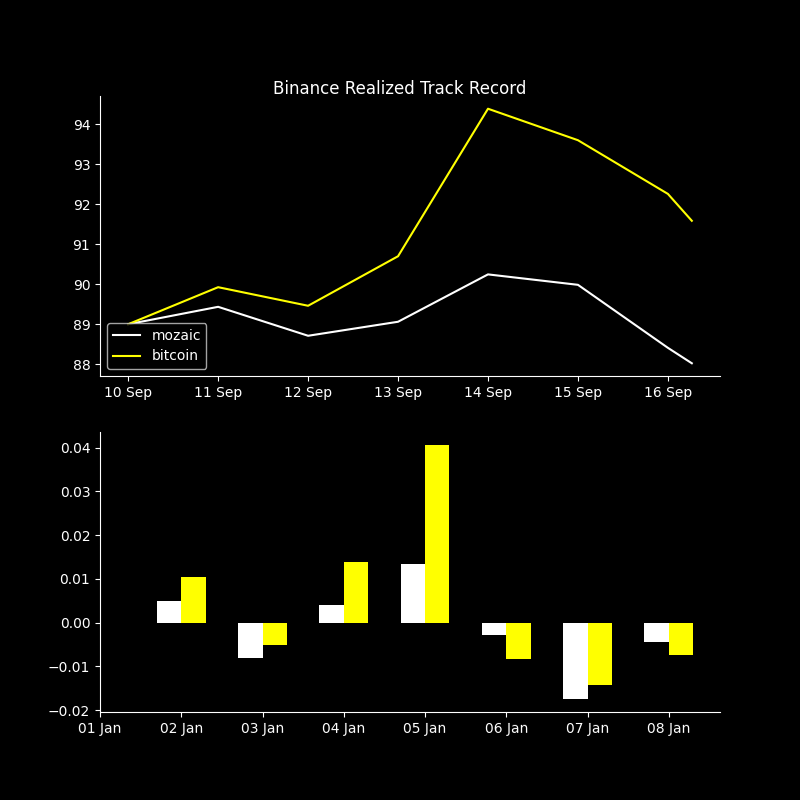 Binance Realized Track Record
94
93
92
91
90
89
88
mozaic
bitcoin
10 Sep 11 Sep 12 Sep 13 Sep 14 Sep 15 Sep 16 Sep
0.04
0.03
0.02
0.01
0.00
−0.01
−0.02
01 Jan 02 Jan 03 Jan 04 Jan 05 Jan 06 Jan 07 Jan 08 Jan